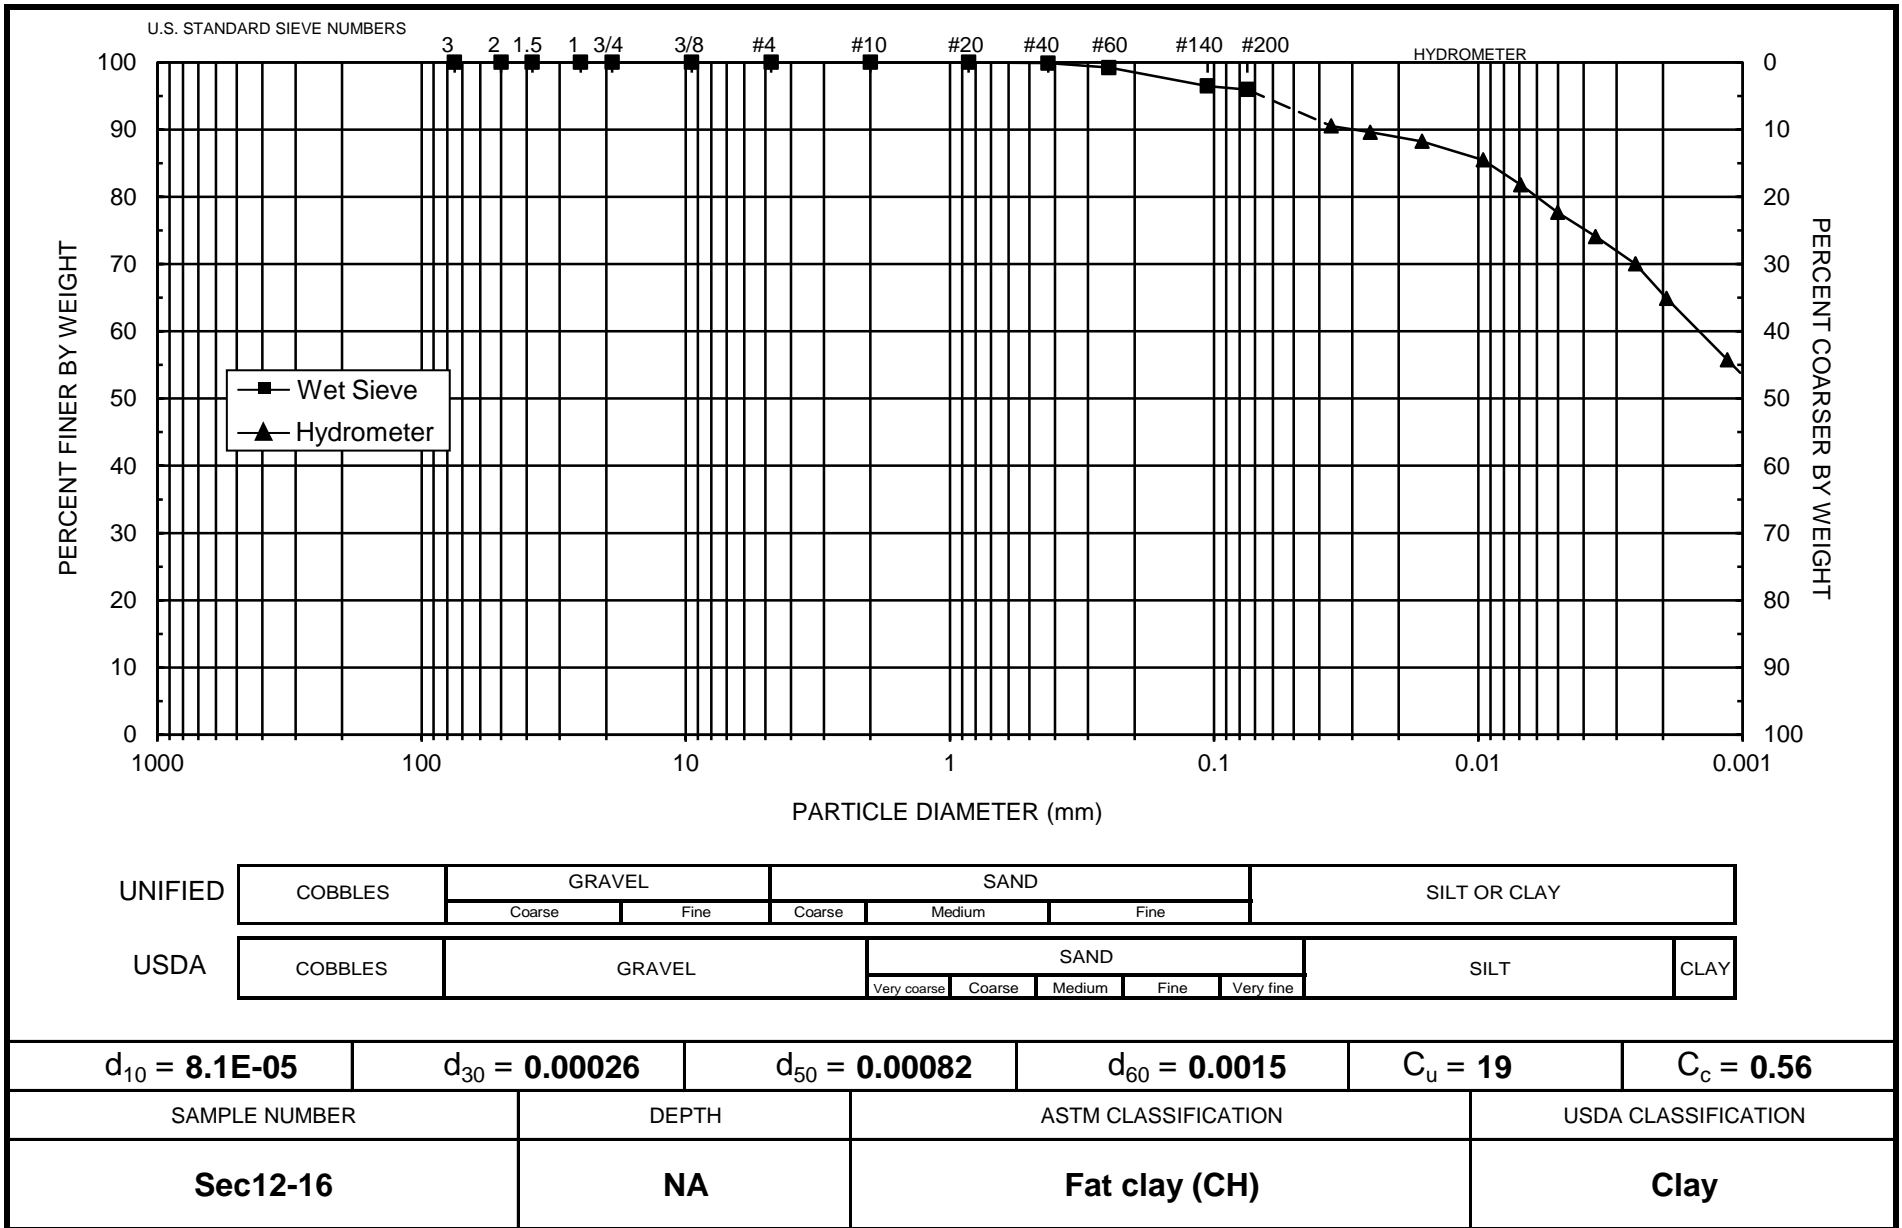 U.S. STANDARD SIEVE NUMBERS
3 2 1.5 1 3/4 3/8 #4 #10 #20 #40 #60 #140 #200
HYDROMETER
100 0
90 10
80 20
70 30
60 40
50 50
40 60
30 70
20 80
10 90
0 100
PERCENT FINER BY WEIGHT
PERCENT COARSER BY WEIGHT
Wet Sieve
Hydrometer
1000 100 10 1 0.1 0.01 0.001
PARTICLE DIAMETER (mm)
UNIFIED
COBBLES GRAVEL SAND SILT OR CLAY
Coarse Fine Coarse Medium Fine
USDA
COBBLES GRAVEL SAND SILT CLAY
Very coarse Coarse Medium Fine Very fine
d10 = 8.1E-05 d30 = 0.00026 d50 = 0.00082 d60 = 0.0015 Cu = 19 Cc = 0.56
SAMPLE NUMBER DEPTH ASTM CLASSIFICATION USDA CLASSIFICATION
Sec12-16 NA Fat clay (CH) Clay